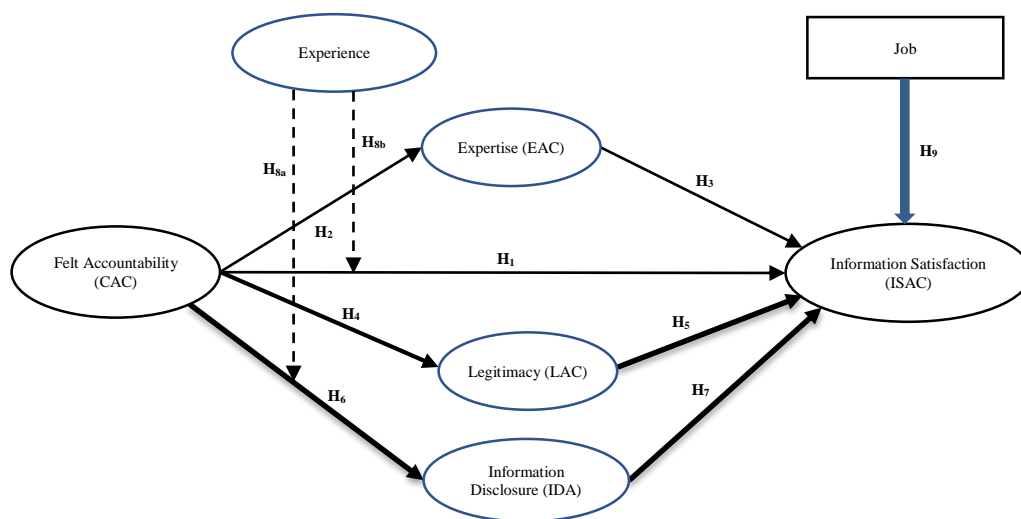 Experience
Job
H8b
Expertise (EAC)
H9
H8a
H3
H2
Felt Accountability
(CAC)
H1
Information Satisfaction
(ISAC)
H4
H5
Legitimacy (LAC)
H6
H7
Information
Disclosure (IDA)